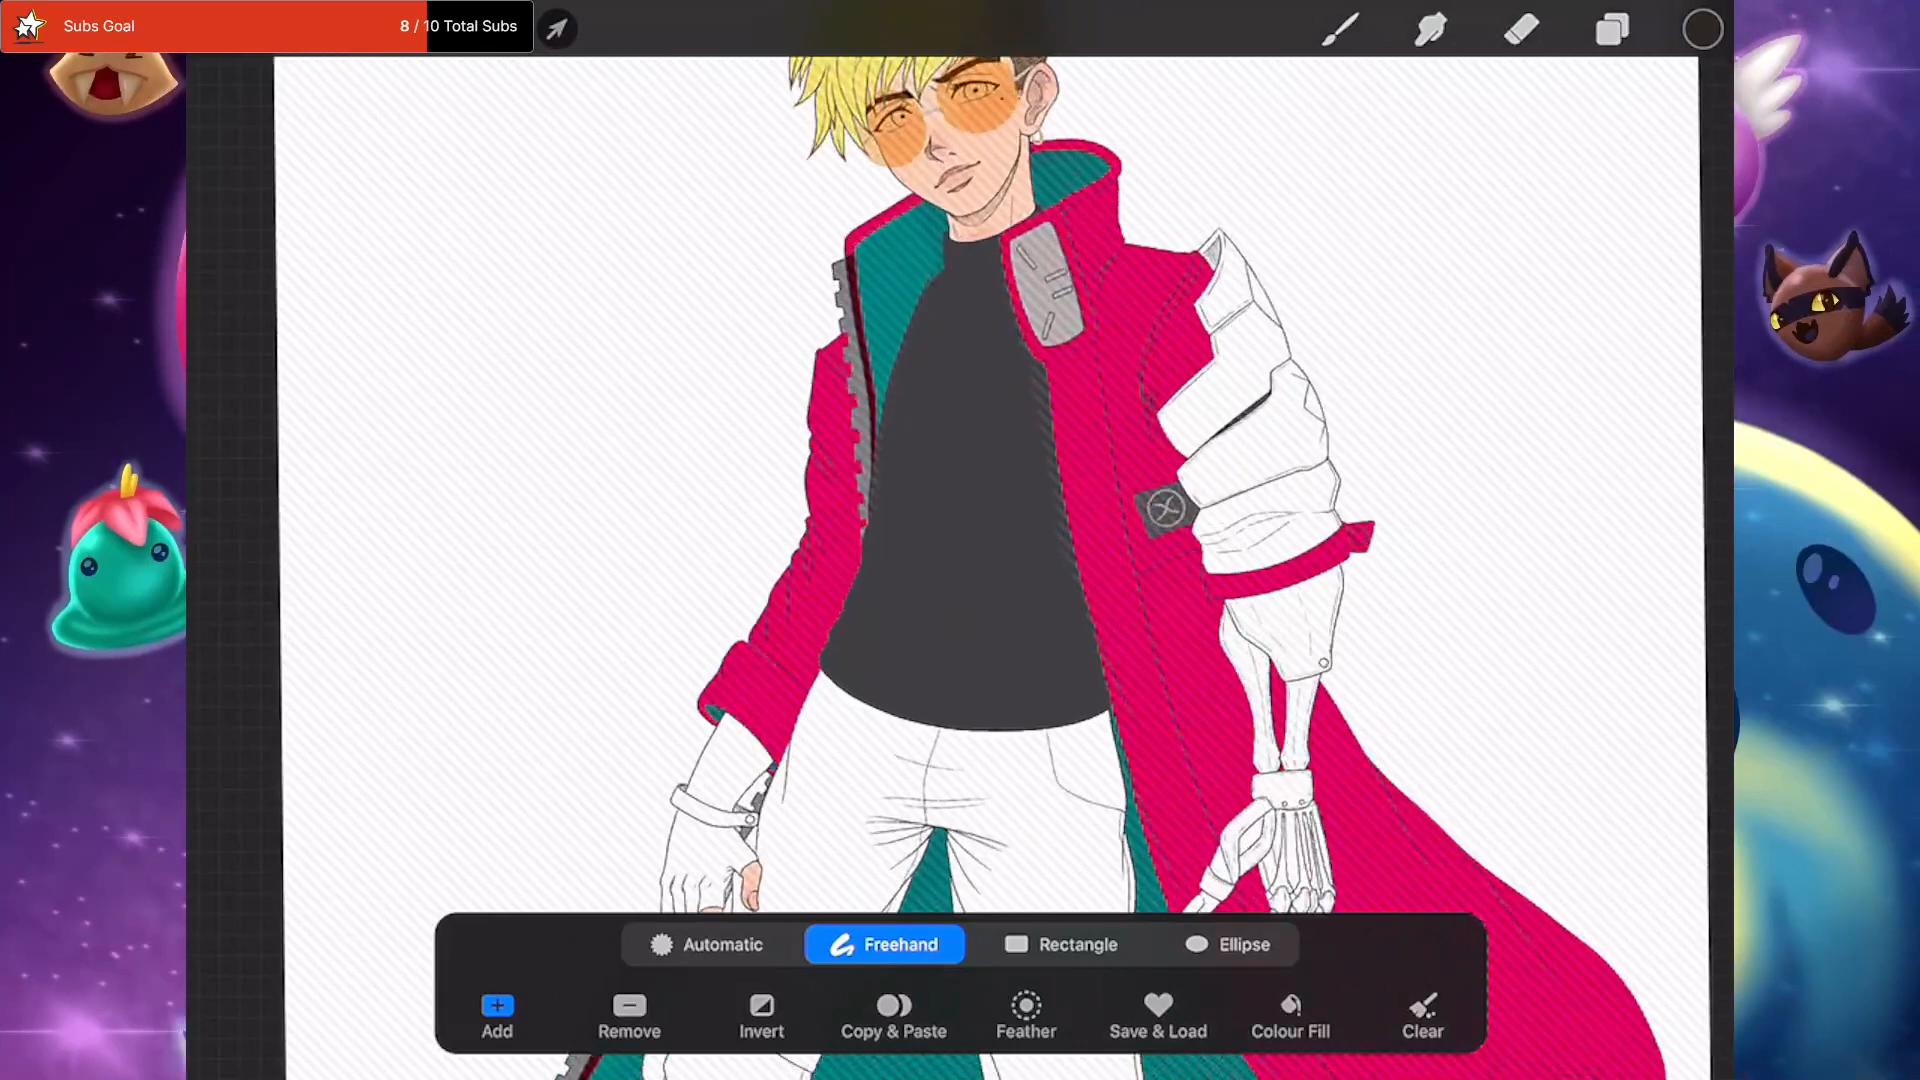 Subs Goal 8 / 10 Total Subs
Automatic Freehand Rectangle Ellipse
Add Remove Invert Copy & Paste Feather Save & Load Colour Fill Clear